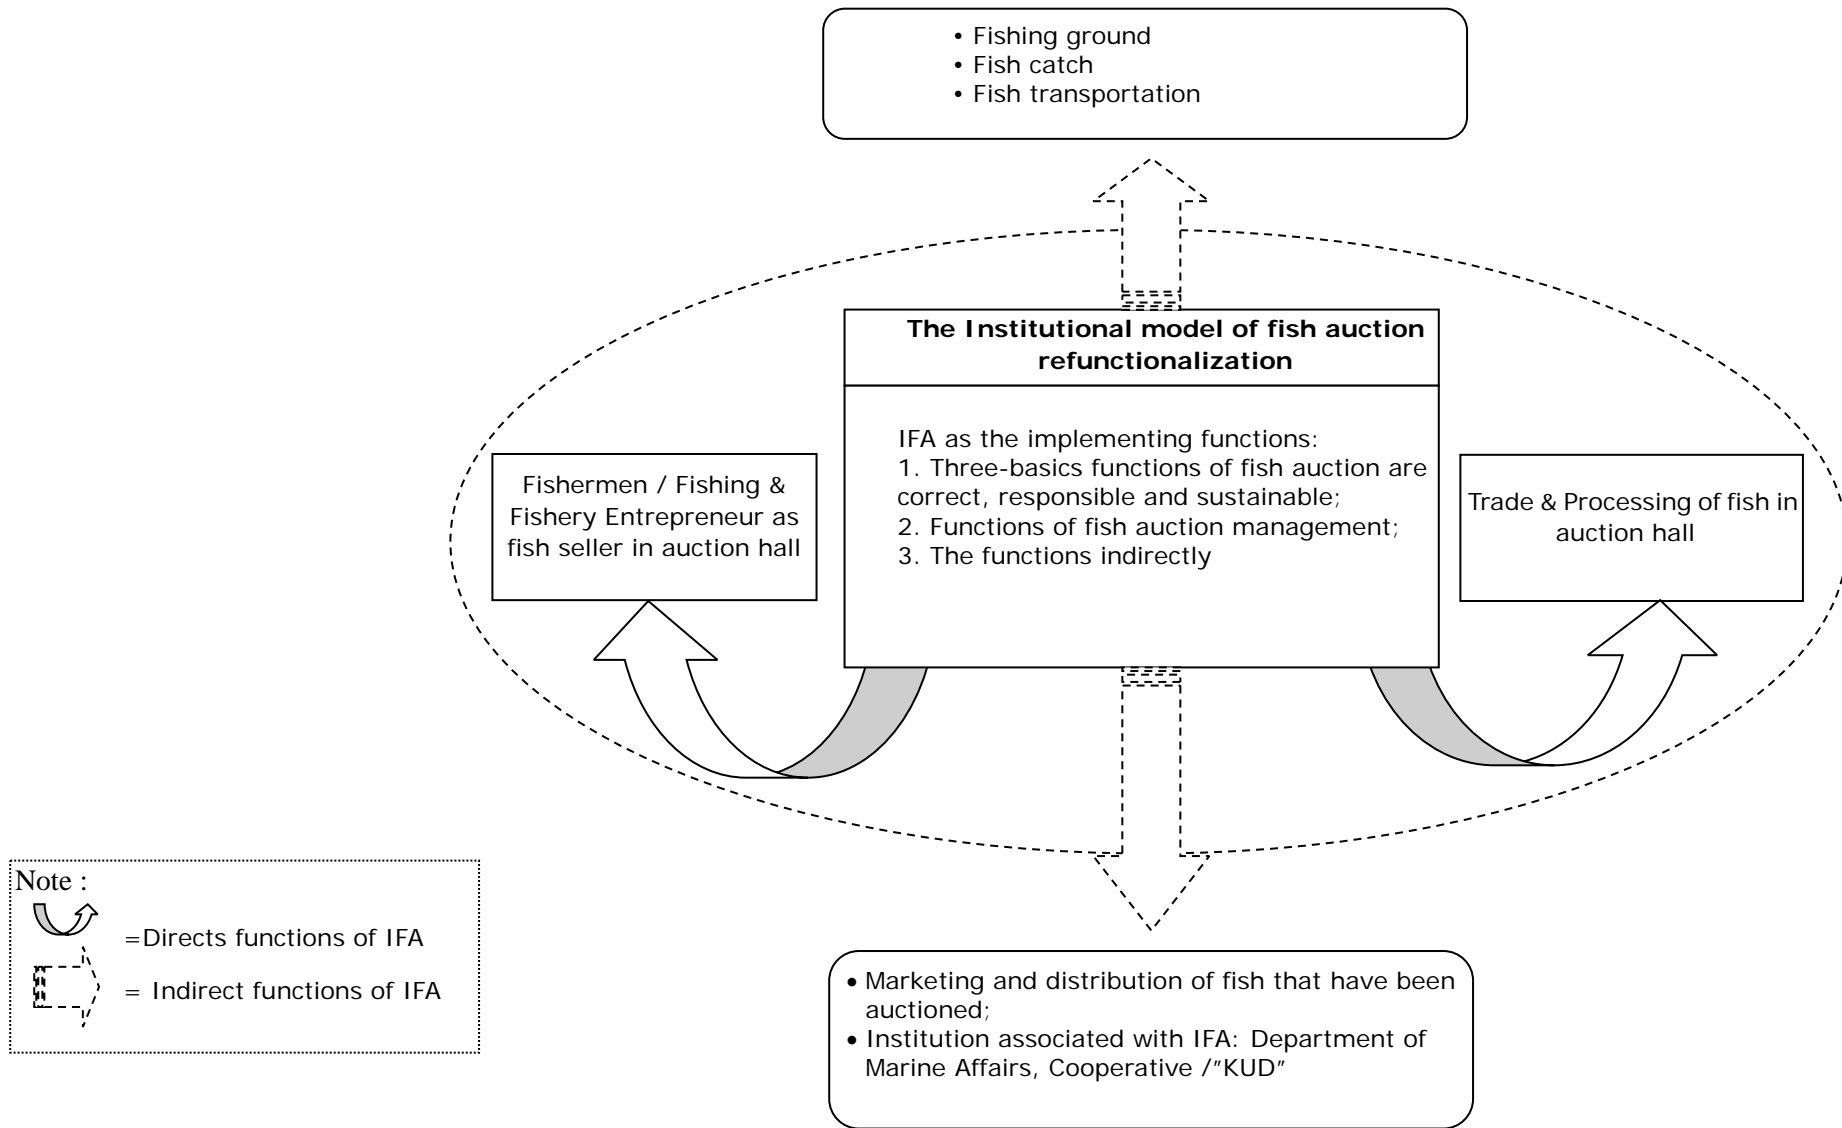 • Fishing ground
• Fish catch
• Fish transportation
The Institutional model of fish auction
refunctionalization
IFA as the implementing functions:
1. Three-basics functions of fish auction are
correct, responsible and sustainable;
2. Functions of fish auction management;
3. The functions indirectly
Fishermen / Fishing &
Fishery Entrepreneur as
fish seller in auction hall
Trade & Processing of fish in
auction hall
Note :
=Directs functions of IFA
= Indirect functions of IFA
• Marketing and distribution of fish that have been
auctioned;
• Institution associated with IFA: Department of
Marine Affairs, Cooperative /”KUD”